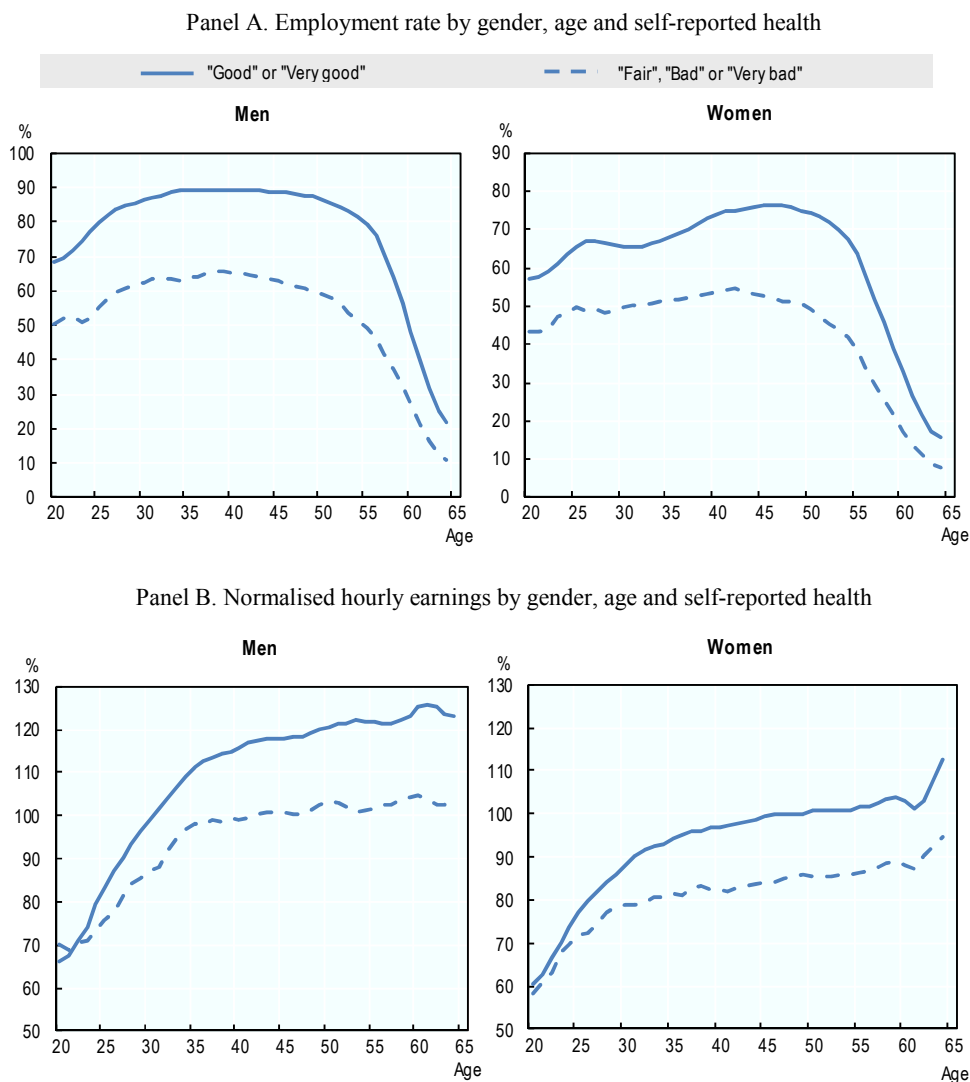 Panel A. Employment rate by gender, age and self-reported health
"Good" or "Very good" "Fair", "Bad" or "Very bad"
Men
%
100
90
80
70
60
50
40
30
20
10
0
20 25 30 35 40 45 50 55 60 65
Age
Women
%
90
80
70
60
50
40
30
20
10
0
20 25 30 35 40 45 50 55 60 65
Age
Panel B. Normalised hourly earnings by gender, age and self-reported health
Men
%
130
120
110
100
90
80
70
60
50
20 25 30 35 40 45 50 55 60 65
Age
Women
%
130
120
110
100
90
80
70
60
50
20 25 30 35 40 45 50 55 60 65
Age